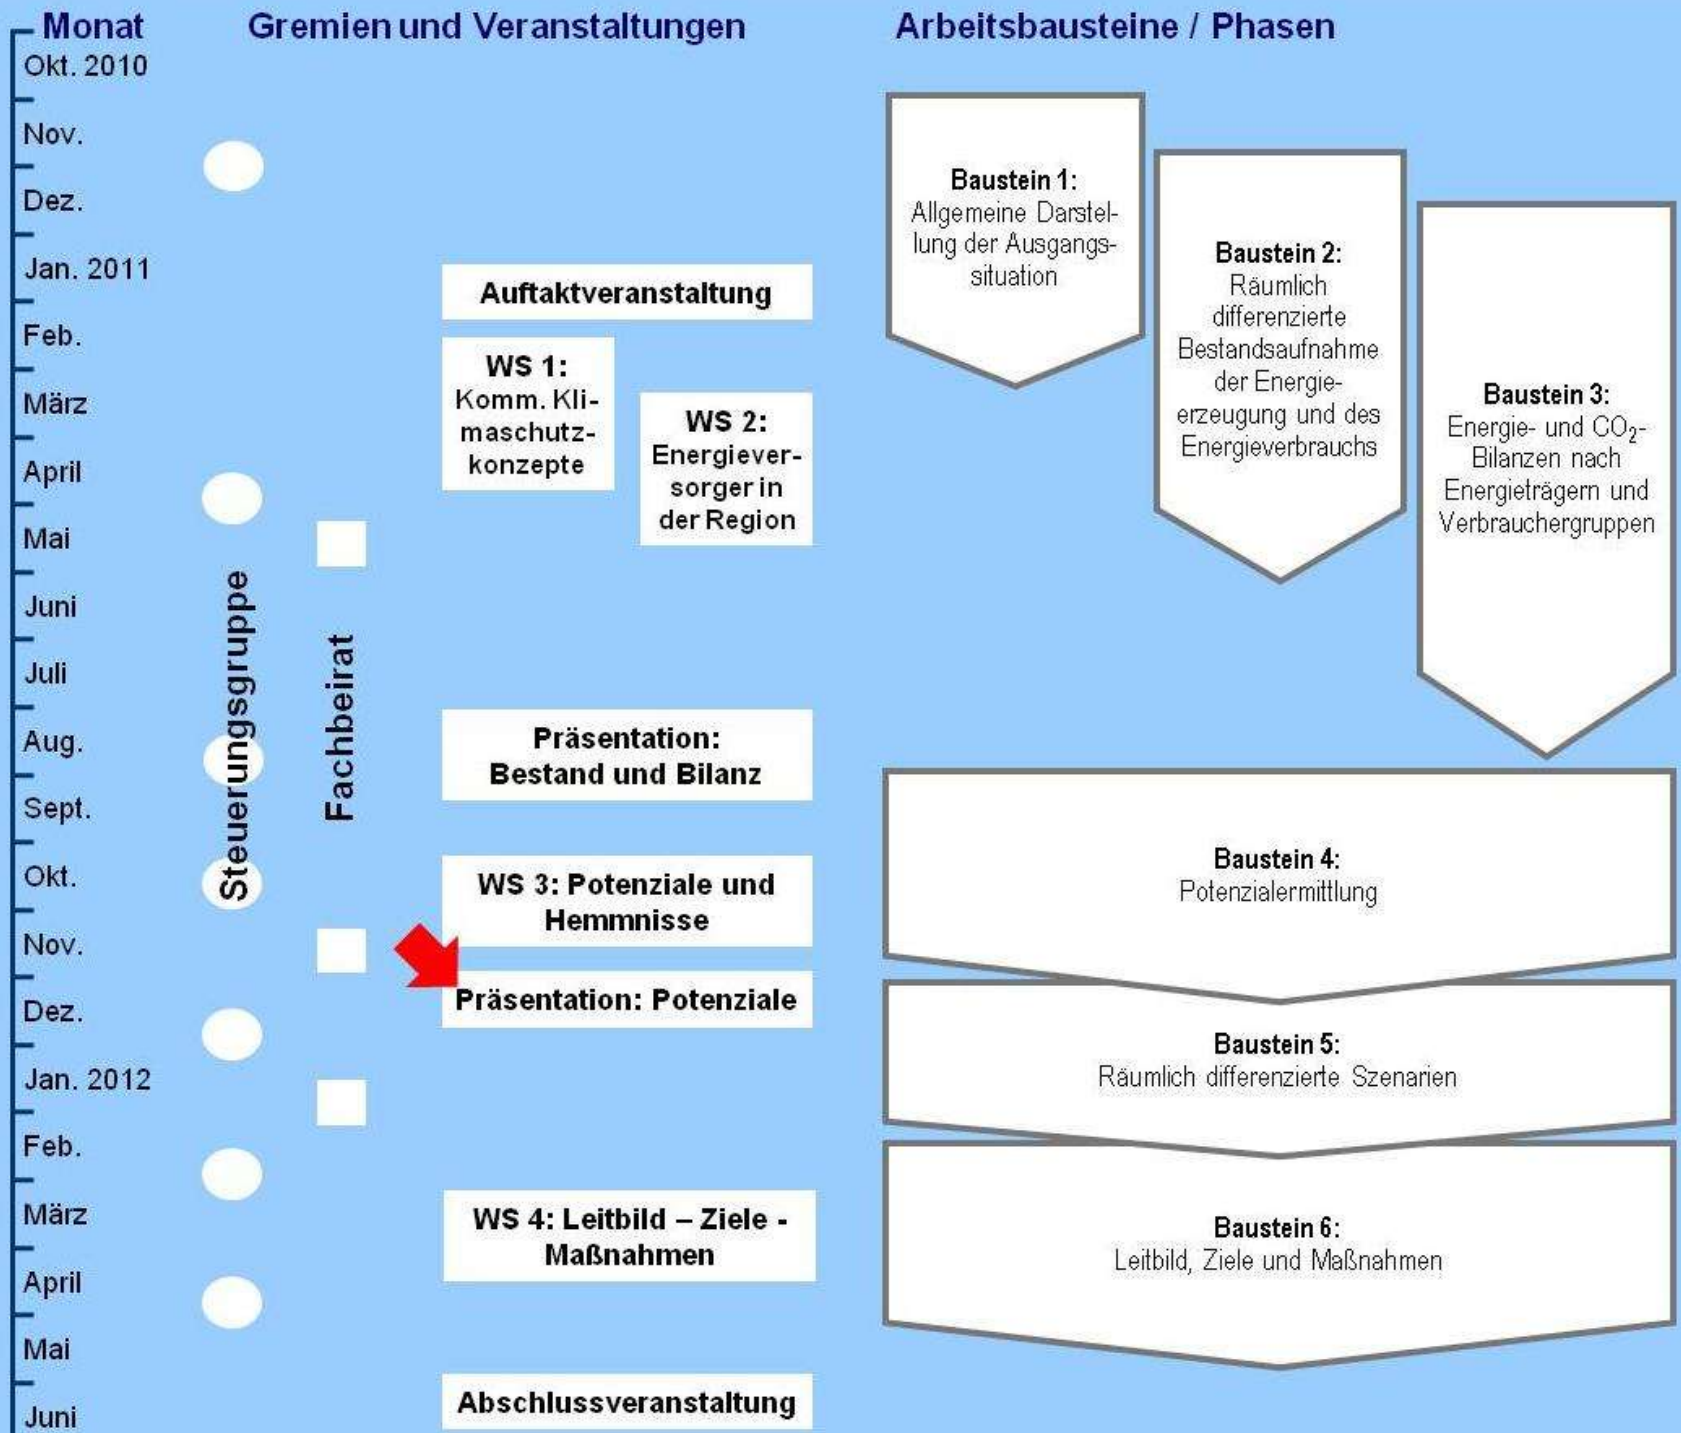 Monat
Gremien und Veranstaltungen
Arbeitsbausteine / Phasen
Okt. 2010
Nov.
Dez.
Jan. 2011
Feb.
März
April
Mai
Juni
Juli
Aug.
Sept.
Okt.
Nov.
Dez.
Jan. 2012
Feb.
März
April
Mai
Juni
Steuerungsgruppe
Fachbeirat
Auftaktveranstaltung
WS 1:
Komm. Kli-
maschutz-
konzepte
WS 2:
Energiever-
sorger in
der Region
Präsentation:
Bestand und Bilanz
WS 3: Potenziale und
Hemmnisse
Präsentation: Potenziale
WS 4: Leitbild – Ziele -
Maßnahmen
Abschlussveranstaltung
Baustein 1:
Allgemeine Darstel-
lung der Ausgangs-
situation
Baustein 2:
Räumlich
differenzierte
Bestandsaufnahme
der Energie-
erzeugung und des
Energieverbrauchs
Baustein 3:
Energie- und CO₂-
Bilanzen nach
Energieträgern und
Verbrauchergruppen
Baustein 4:
Potenzialermittlung
Baustein 5:
Räumlich differenzierte Szenarien
Baustein 6:
Leitbild, Ziele und Maßnahmen